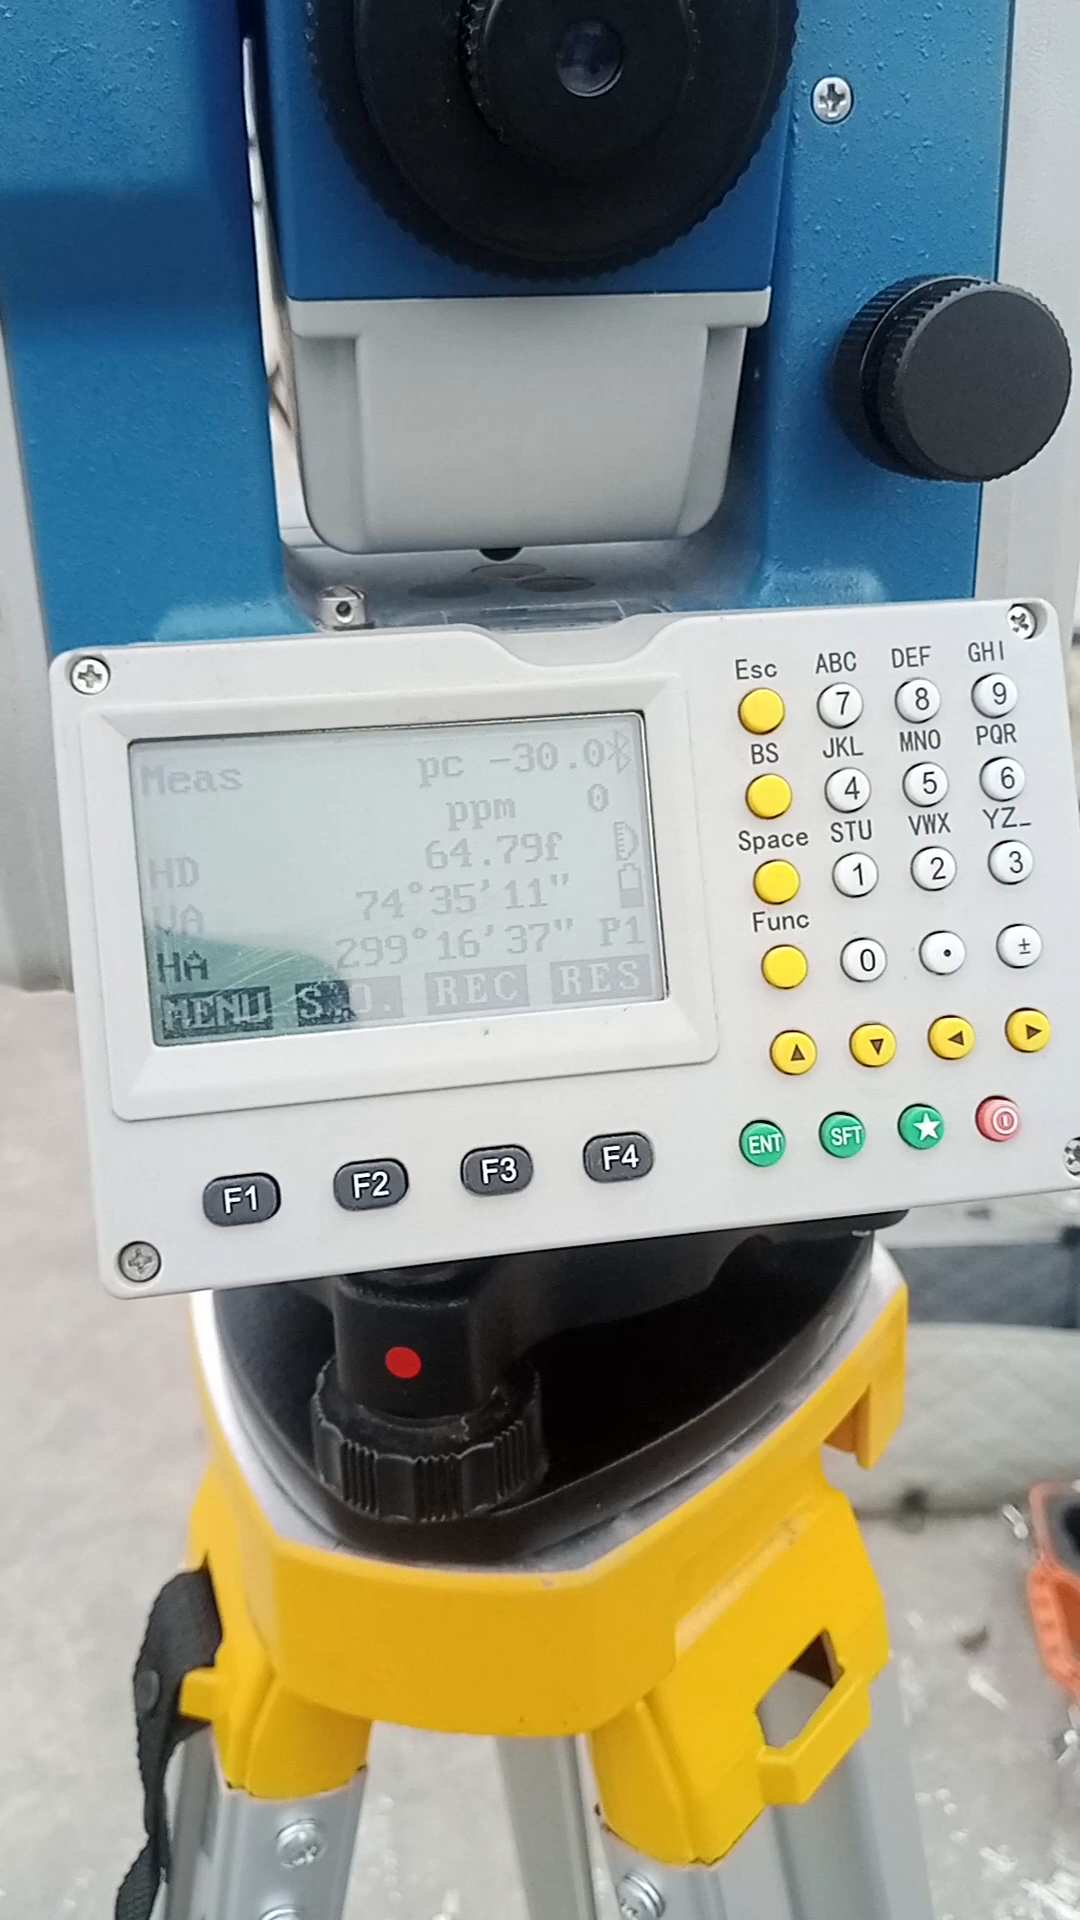 Meas pc -30.0
ppm 0
HD 64.79f
VA 74°35'11"
HA 299°16'37" P1
MENU S.O. REC RES
Esc ABC DEF GHI
7 8 9
BS JKL MNO PQR
4 5 6
Space STU VWX YZ_
1 2 3
Func
0 • ±
▲ ▼ ◀ ▶
ENT SFT ★
F1 F2 F3 F4